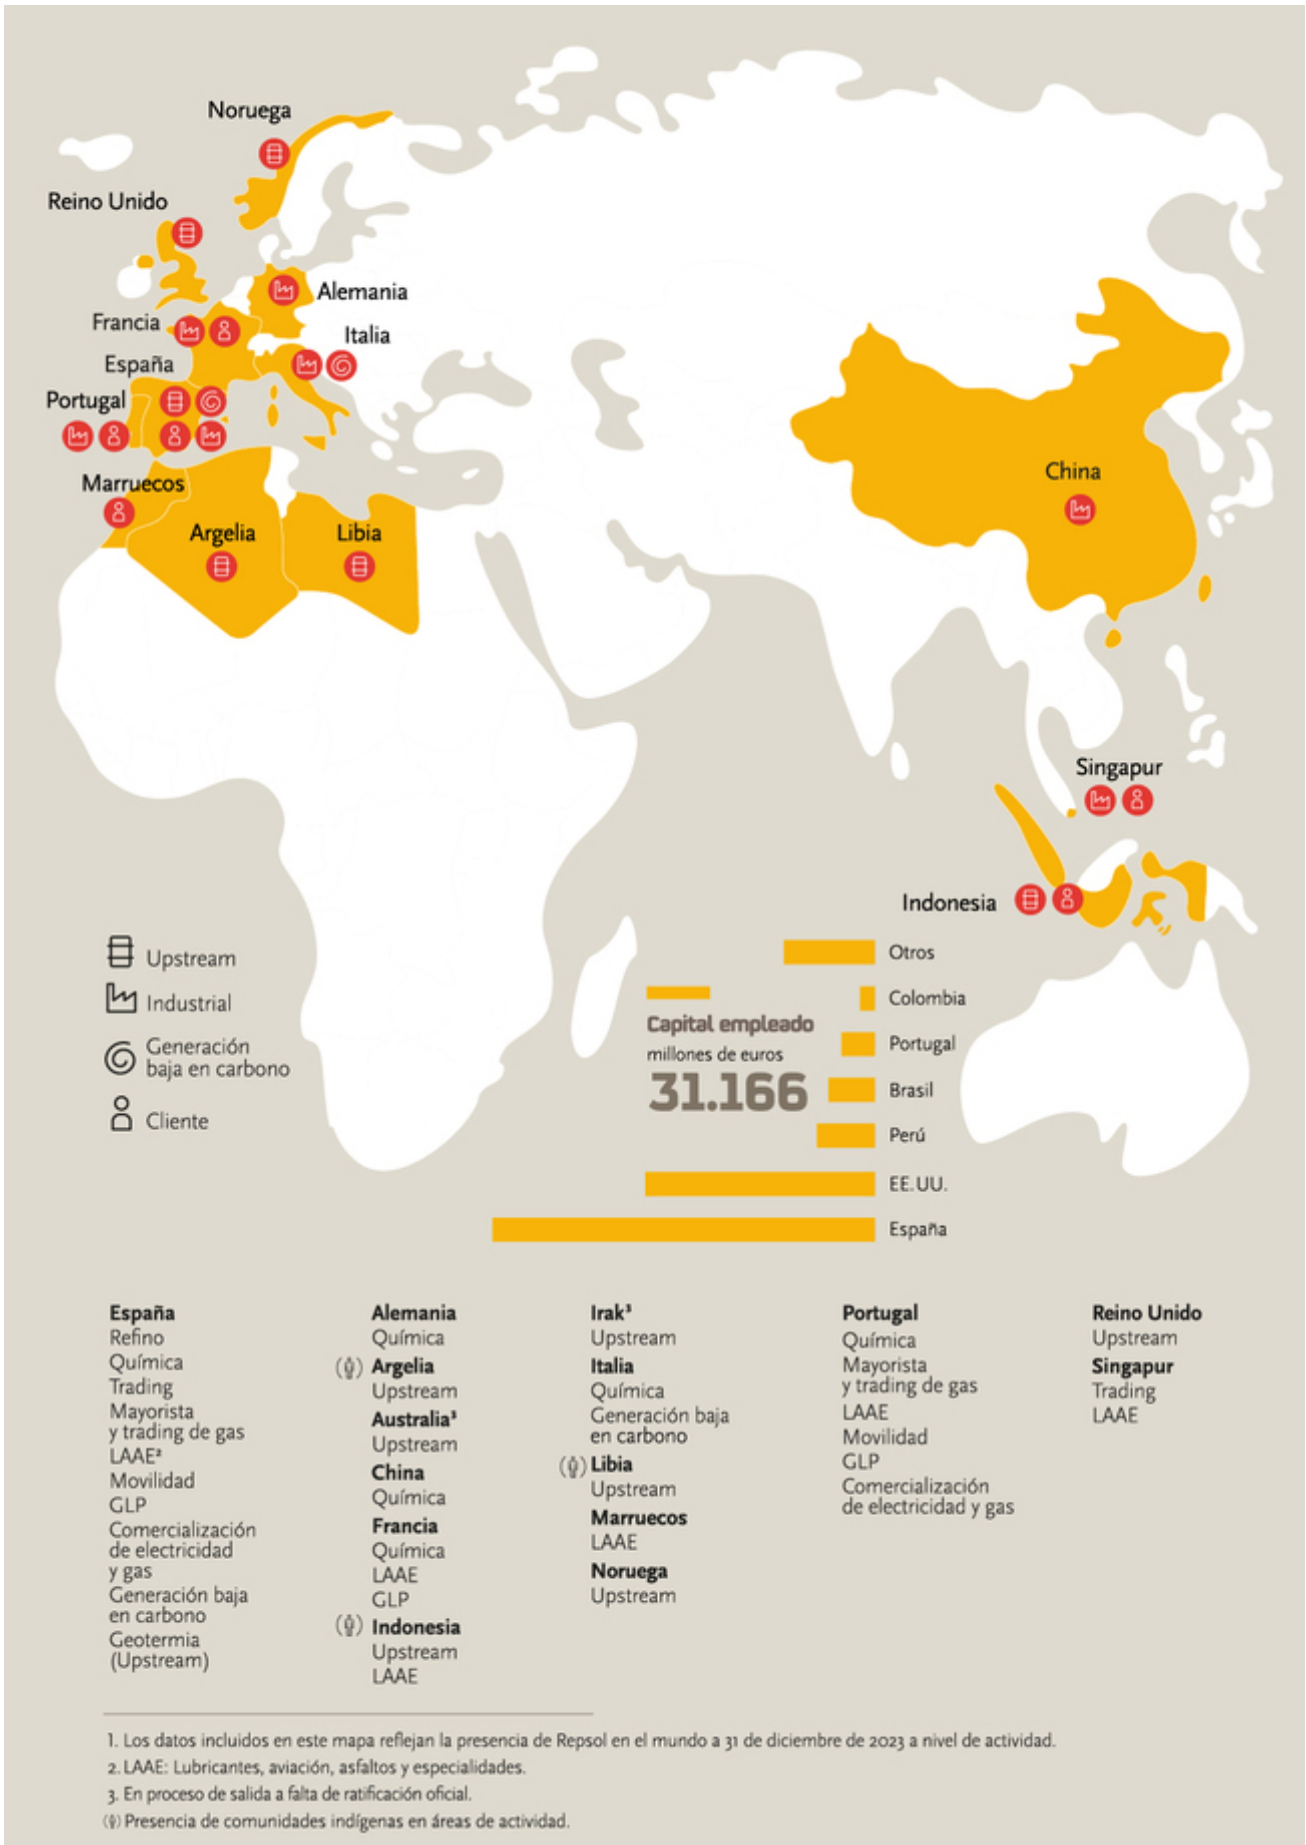 Noruega
Reino Unido
Alemania
Francia
Italia
España
Portugal
Marruecos
Argelia
Libia
China
Singapur
Indonesia
Upstream
Industrial
Generación
baja en carbono
Cliente
Capital empleado
millones de euros
31.166
Otros
Colombia
Portugal
Brasil
Perú
EE.UU.
España
España
Refino
Química
Trading
Mayorista
y trading de gas
LAAE²
Movilidad
GLP
Comercialización
de electricidad
y gas
Generación baja
en carbono
Geotermia
(Upstream)
Alemania
Química
Argelia
Upstream
Australia³
Upstream
China
Química
Francia
Química
LAAE
GLP
Indonesia
Upstream
LAAE
Irak³
Upstream
Italia
Química
Generación baja
en carbono
Libia
Upstream
Marruecos
LAAE
Noruega
Upstream
Portugal
Química
Mayorista
y trading de gas
LAAE
Movilidad
GLP
Comercialización
de electricidad y gas
Reino Unido
Upstream
Singapur
Trading
LAAE
1. Los datos incluidos en este mapa reflejan la presencia de Repsol en el mundo a 31 de diciembre de 2023 a nivel de actividad.
2. LAAE: Lubricantes, aviación, asfaltos y especialidades.
3. En proceso de salida a falta de ratificación oficial.
Presencia de comunidades indígenas en áreas de actividad.